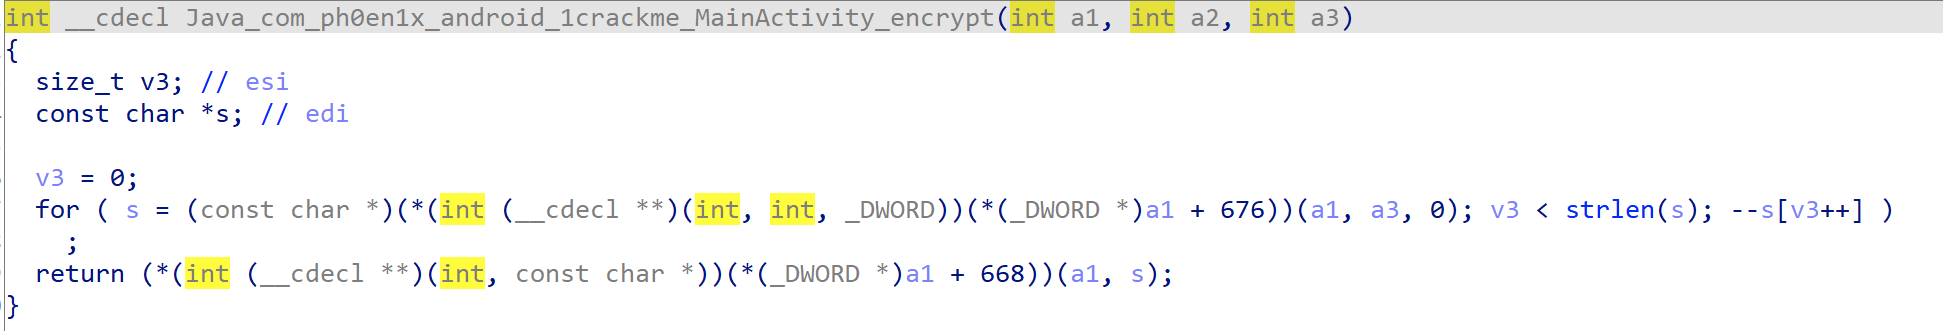 int __cdecl Java_com_ph0en1x_android_1crackme_MainActivity_encrypt(int a1, int a2, int a3)
{
  size_t v3; // esi
  const char *s; // edi

  v3 = 0;
  for ( s = (const char *)(*(int (__cdecl **)(int, int, _DWORD))(*(_DWORD *)a1 + 676))(a1, a3, 0); v3 < strlen(s); --s[v3++] )
    ;
  return (*(int (__cdecl **)(int, const char *))(*(_DWORD *)a1 + 668))(a1, s);
}